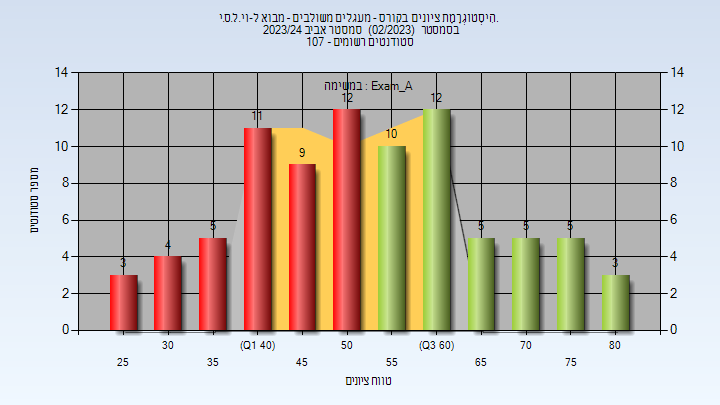 היסטוגרמת ציונים בקורס - מעגלים משולבים - מבוא ל-וי.ל.ס.י.
בסמסטר (02/2023) סמסטר אביב 2023/24
סטודנטים רשומים - 107
במשימה : Exam_A
14 14
12 12
10 10
8 8
6 6
4 4
2 2
0 0
מספר סטודנטים
3 4 5 11 9 12 10 12 5 5 5 3
30 (Q1 40) 50 (Q3 60) 70 80
25 35 45 55 65 75
טווח ציונים